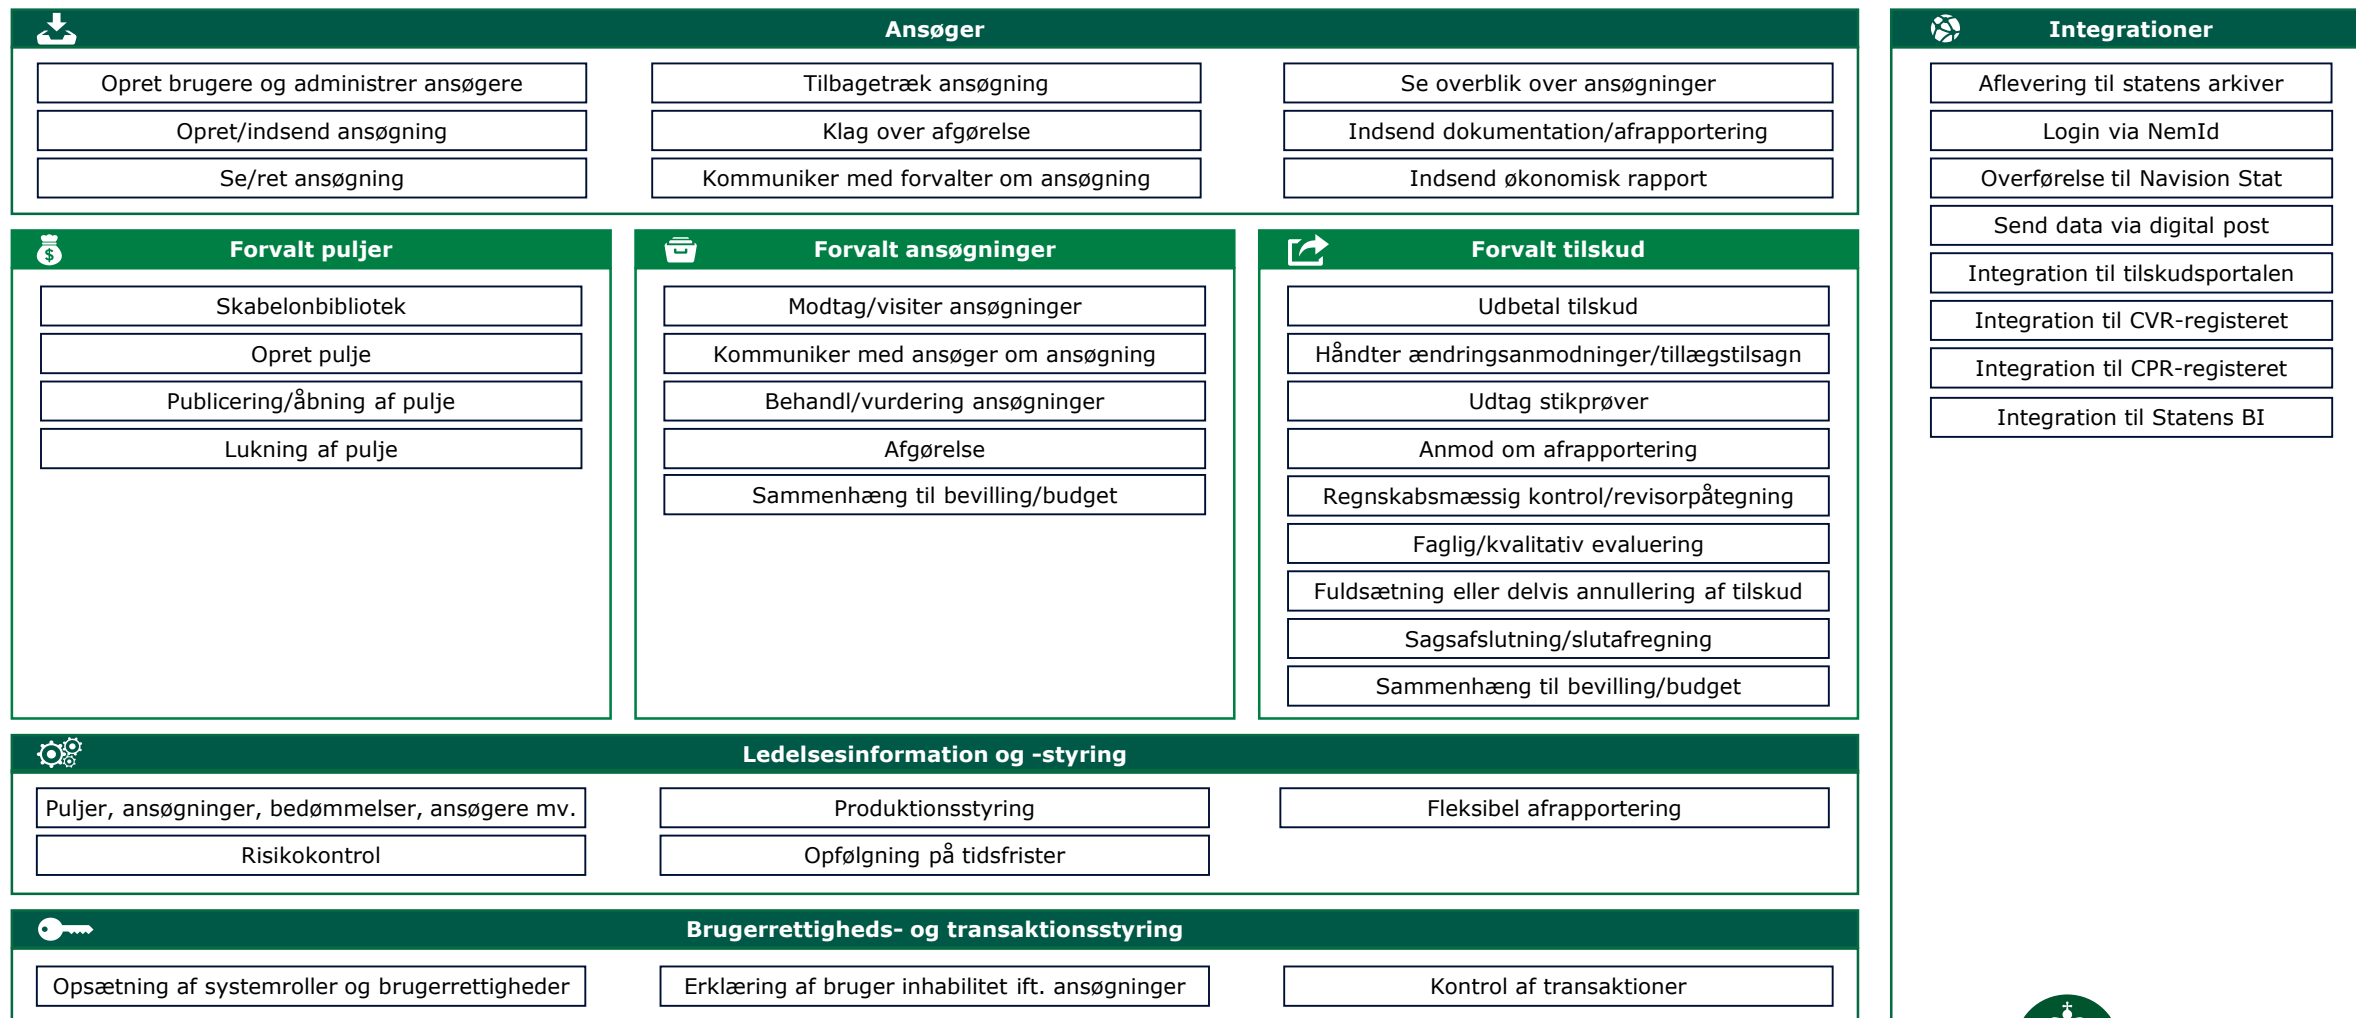 Ansøger
Opret brugere og administrer ansøgere
Opret/indsend ansøgning
Se/ret ansøgning
Tilbagetræk ansøgning
Klag over afgørelse
Kommuniker med forvalter om ansøgning
Se overblik over ansøgninger
Indsend dokumentation/afrapportering
Indsend økonomisk rapport
Forvalt puljer
Skabelonbibliotek
Opret pulje
Publicering/åbning af pulje
Lukning af pulje
Forvalt ansøgninger
Modtag/visiter ansøgninger
Kommuniker med ansøger om ansøgning
Behandl/vurdering ansøgninger
Afgørelse
Sammenhæng til bevilling/budget
Forvalt tilskud
Udbetal tilskud
Håndter ændringsanmodninger/tillægstilsagn
Udtag stikprøver
Anmod om afrapportering
Regnskabsmæssig kontrol/revisorpåtegning
Faglig/kvalitativ evaluering
Fuldsætning eller delvis annullering af tilskud
Sagsafslutning/slutafregning
Sammenhæng til bevilling/budget
Ledelsesinformation og -styring
Puljer, ansøgninger, bedømmelser, ansøgere mv.
Risikokontrol
Produktionsstyring
Opfølgning på tidsfrister
Fleksibel afrapportering
Brugerrettigheds- og transaktionsstyring
Opsætning af systemroller og brugerrettigheder
Erklæring af bruger inhabilitet ift. ansøgninger
Kontrol af transaktioner
Integrationer
Aflevering til statens arkiver
Login via NemId
Overførelse til Navision Stat
Send data via digital post
Integration til tilskudsportalen
Integration til CVR-registeret
Integration til CPR-registeret
Integration til Statens BI